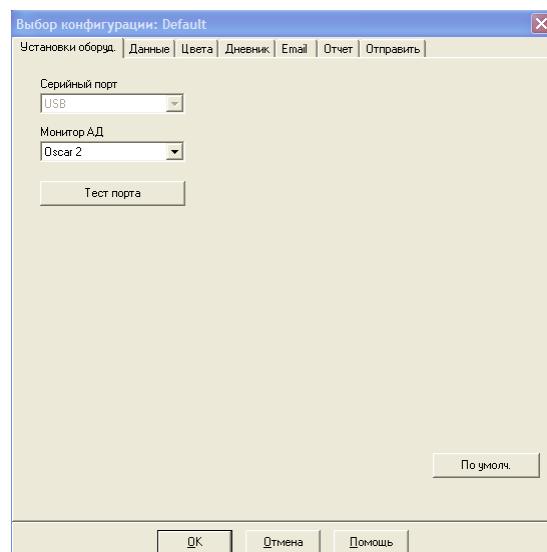 Выбор конфигурации: Default
Установки оборуд. Данные Цвета Дневник Email Отчет Отправить
Серийный порт
USB
Монитор АД
Oscar 2
Тест порта
По умолч.
OK Отмена Помощь